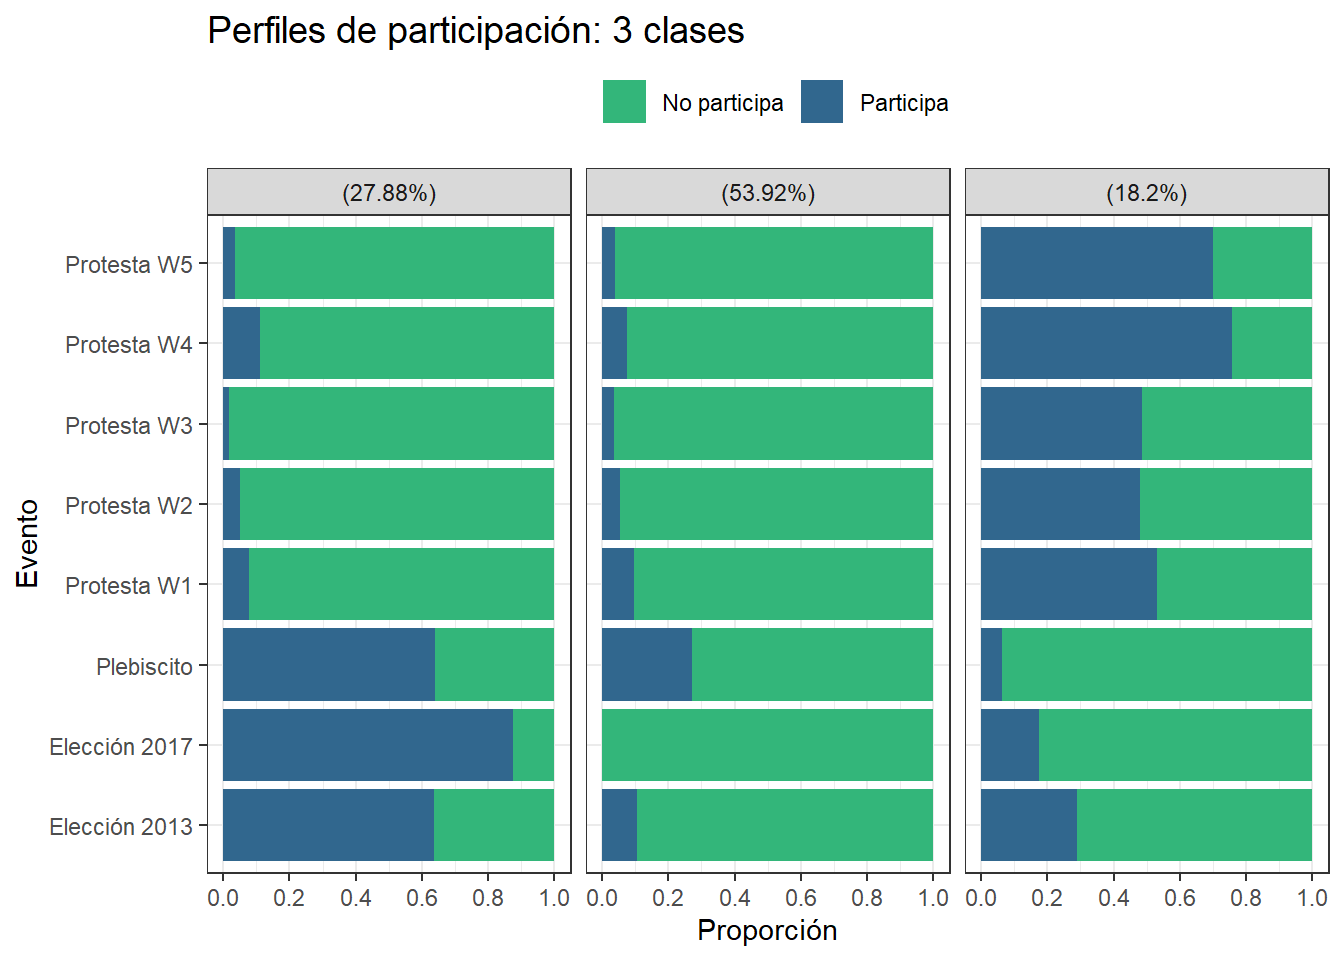 Perfiles de participación: 3 clases
No participa
Participa
(27.88%)
(53.92%)
(18.2%)
Protesta W5
Protesta W4
Protesta W3
Protesta W2
Protesta W1
Plebiscito
Elección 2017
Elección 2013
Evento
0.0 0.2 0.4 0.6 0.8 1.0
0.0 0.2 0.4 0.6 0.8 1.0
0.0 0.2 0.4 0.6 0.8 1.0
Proporción